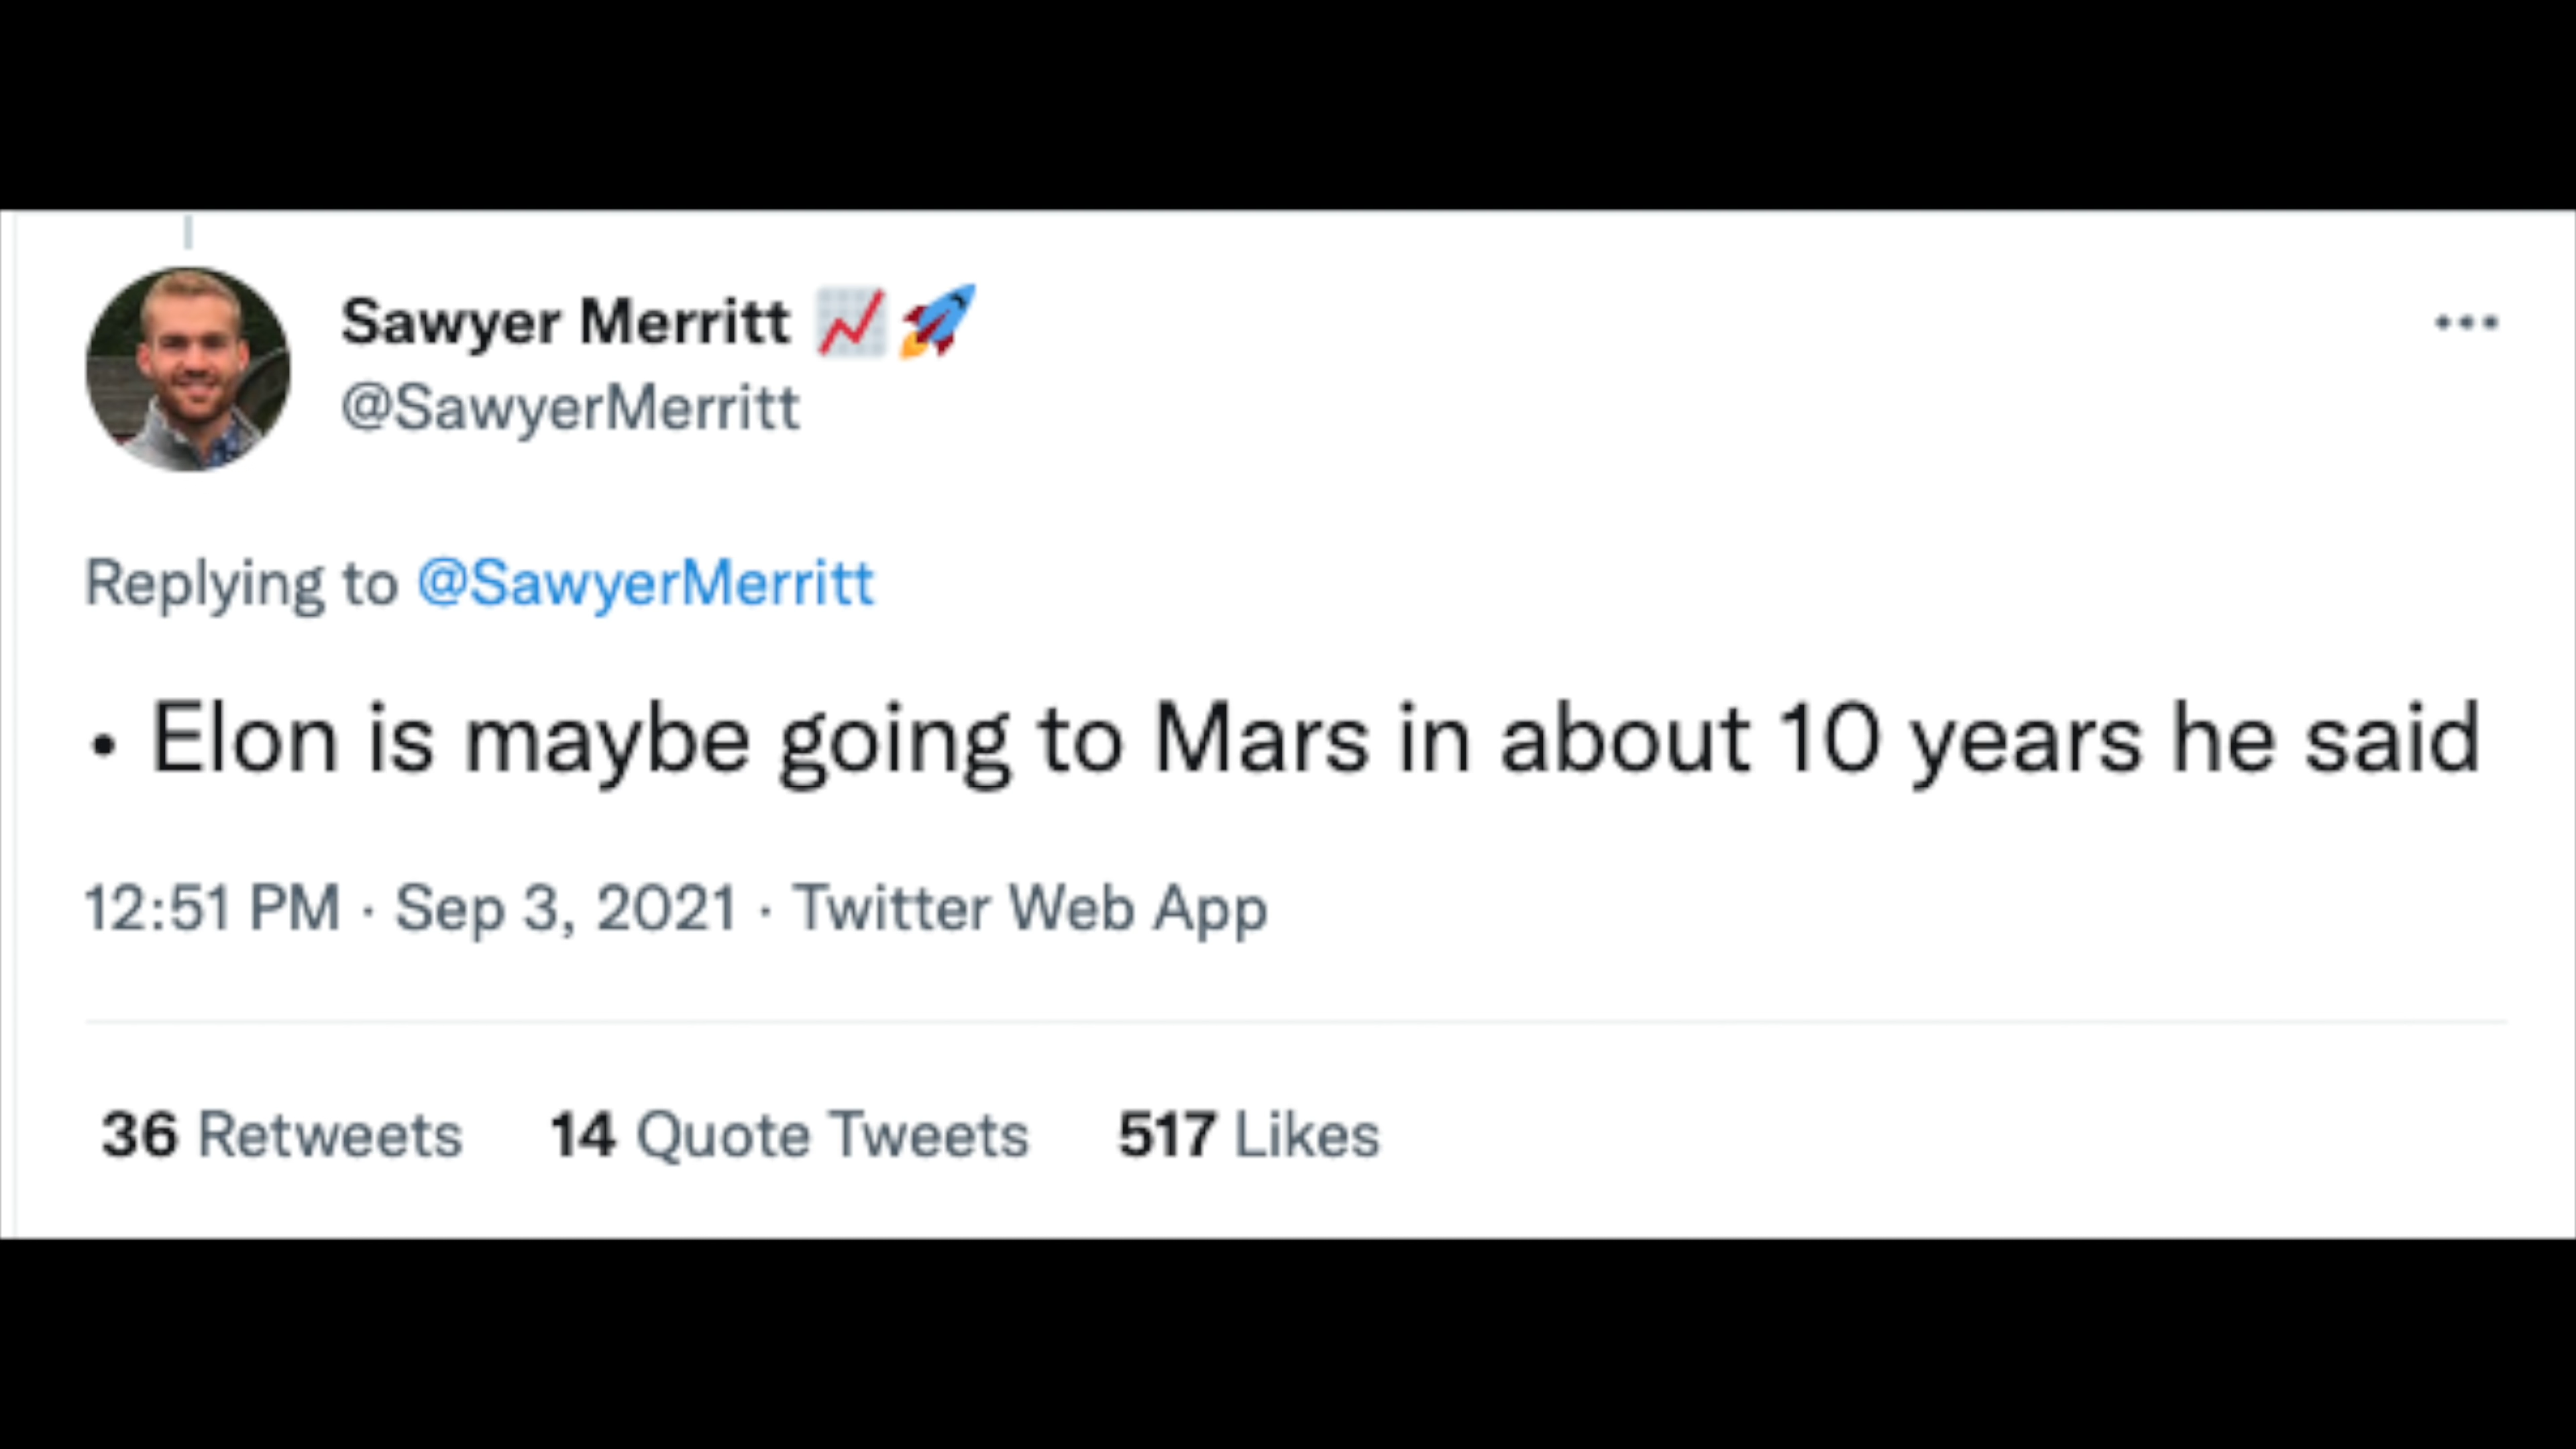 Sawyer Merritt 📈🚀
@SawyerMerritt
Replying to @SawyerMerritt
• Elon is maybe going to Mars in about 10 years he said
12:51 PM · Sep 3, 2021 · Twitter Web App
36 Retweets 14 Quote Tweets 517 Likes